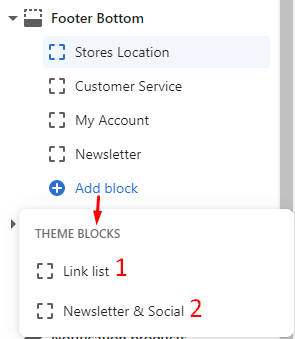 Footer Bottom
Stores Location
Customer Service
My Account
Newsletter
Add block
THEME BLOCKS
Link list 1
Newsletter & Social 2